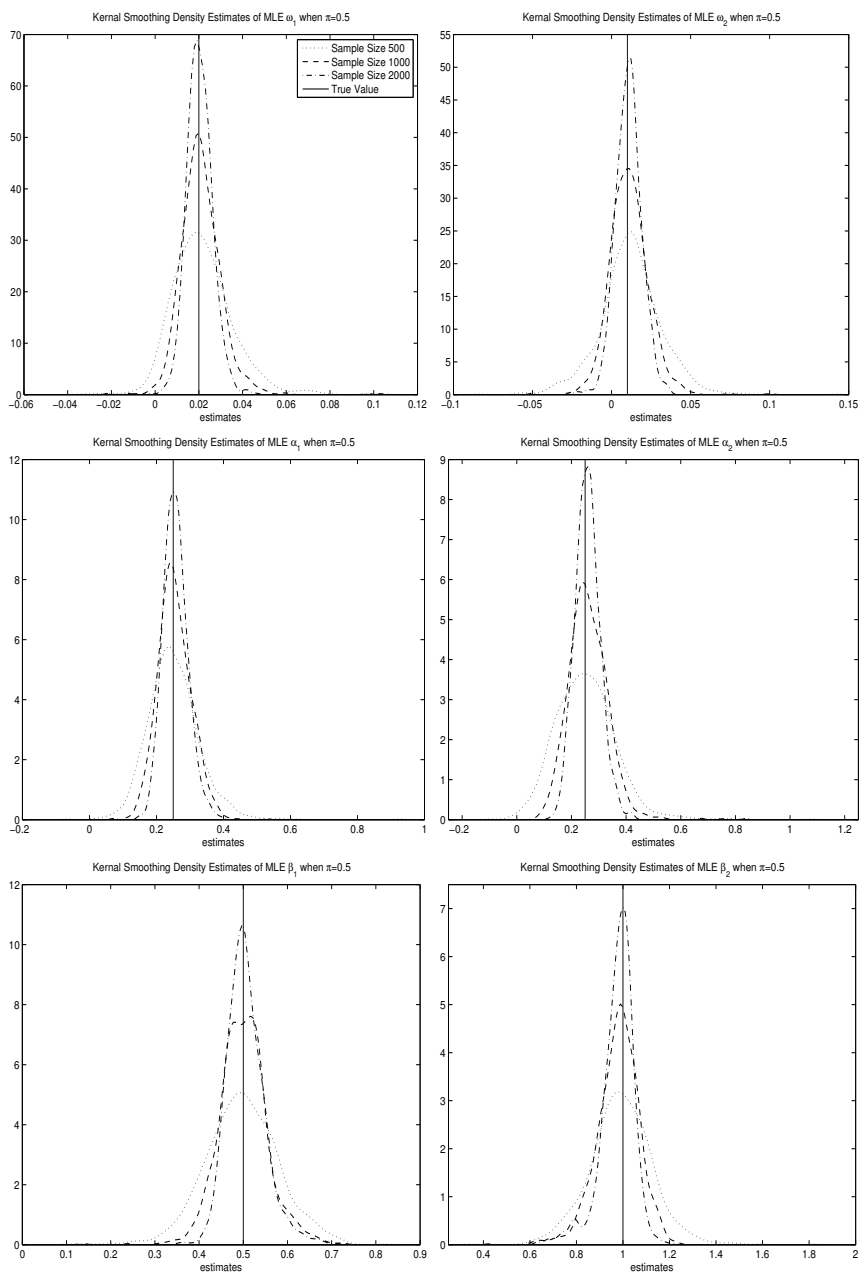 Kernal Smoothing Density Estimates of MLE ω₁ when π=0.5
70
60
50
40
30
20
10
0
−0.06 −0.04 −0.02 0 0.02 0.04 0.06 0.08 0.1 0.12
estimates
Sample Size 500
Sample Size 1000
Sample Size 2000
True Value
Kernal Smoothing Density Estimates of MLE ω₂ when π=0.5
55
50
45
40
35
30
25
20
15
10
5
0
−0.1 −0.05 0 0.05 0.1 0.15
estimates
Kernal Smoothing Density Estimates of MLE α₁ when π=0.5
12
10
8
6
4
2
0
−0.2 0 0.2 0.4 0.6 0.8 1
estimates
Kernal Smoothing Density Estimates of MLE α₂ when π=0.5
9
8
7
6
5
4
3
2
1
0
−0.2 0 0.2 0.4 0.6 0.8 1 1.2
estimates
Kernal Smoothing Density Estimates of MLE β₁ when π=0.5
12
10
8
6
4
2
0
0 0.1 0.2 0.3 0.4 0.5 0.6 0.7 0.8 0.9
estimates
Kernal Smoothing Density Estimates of MLE β₂ when π=0.5
7
6
5
4
3
2
1
0
0.4 0.6 0.8 1 1.2 1.4 1.6 1.8 2
estimates